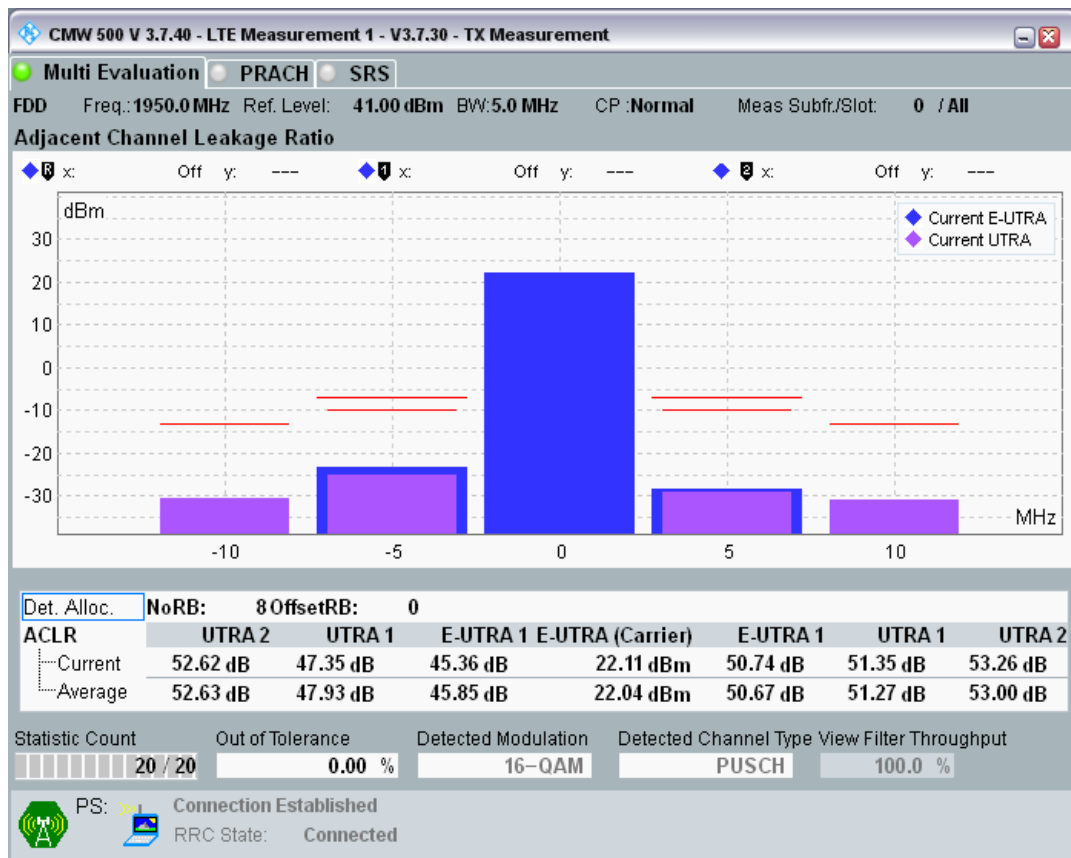 CMW 500 V 3.7.40 - LTE Measurement 1 - V3.7.30 - TX Measurement
Multi Evaluation PRACH SRS
FDD Freq.:1950.0 MHz Ref. Level: 41.00 dBm BW:5.0 MHz CP :Normal Meas Subfr./Slot: 0 / All
Adjacent Channel Leakage Ratio
R x: Off y: --- 1 x: Off y: --- 2 x: Off y: ---
dBm
Current E-UTRA
Current UTRA
30
20
10
0
-10
-20
-30
MHz
-10 -5 0 5 10
Det. Alloc. NoRB: 8 OffsetRB: 0
ACLR UTRA 2 UTRA 1 E-UTRA 1 E-UTRA (Carrier) E-UTRA 1 UTRA 1 UTRA 2
Current 52.62 dB 47.35 dB 45.36 dB 22.11 dBm 50.74 dB 51.35 dB 53.26 dB
Average 52.63 dB 47.93 dB 45.85 dB 22.04 dBm 50.67 dB 51.27 dB 53.00 dB
Statistic Count Out of Tolerance Detected Modulation Detected Channel Type View Filter Throughput
20 / 20 0.00 % 16-QAM PUSCH 100.0 %
PS: Connection Established
RRC State: Connected